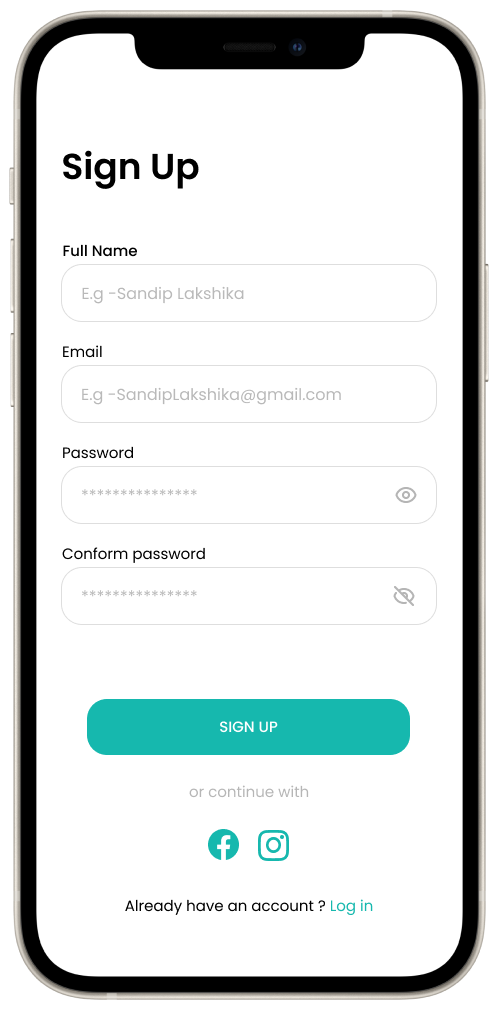 Sign Up
Full Name
E.g -Sandip Lakshika
Email
E.g -SandipLakshika@gmail.com
Password
***************
Conform password
***************
SIGN UP
or continue with
Already have an account ? Log in